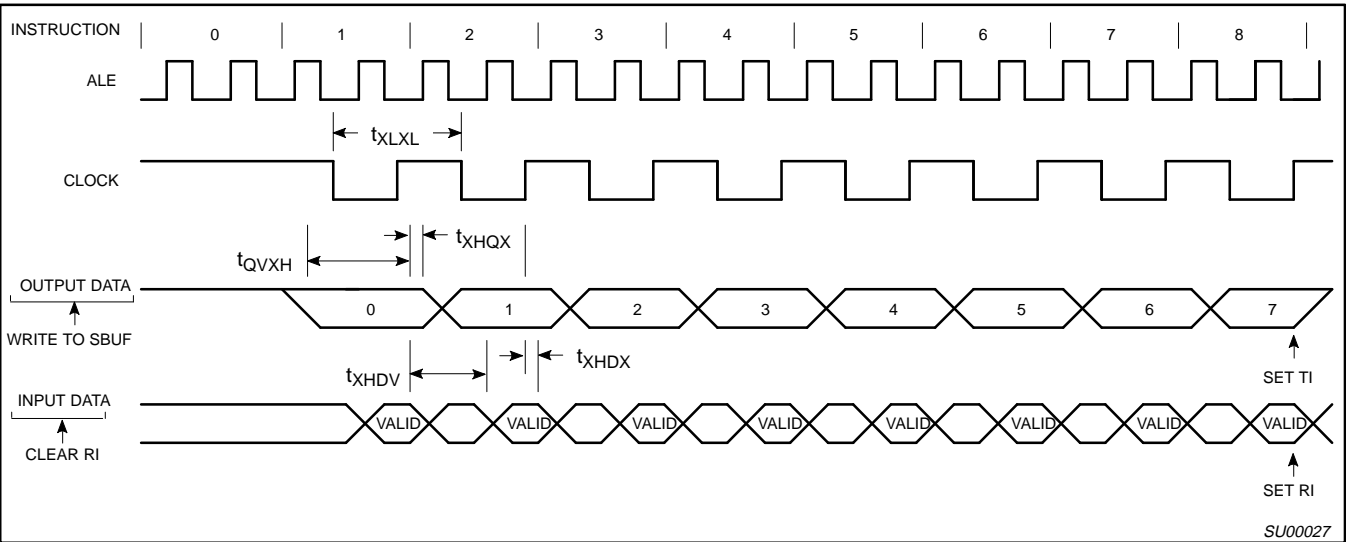 INSTRUCTION 0 1 2 3 4 5 6 7 8
ALE
tXLXL
CLOCK
tXHQX
tQVXH
OUTPUT DATA
0 1 2 3 4 5 6 7
WRITE TO SBUF
tXHDX
tXHDV
SET TI
INPUT DATA
VALID VALID VALID VALID VALID VALID VALID VALID
CLEAR RI
SET RI
SU00027